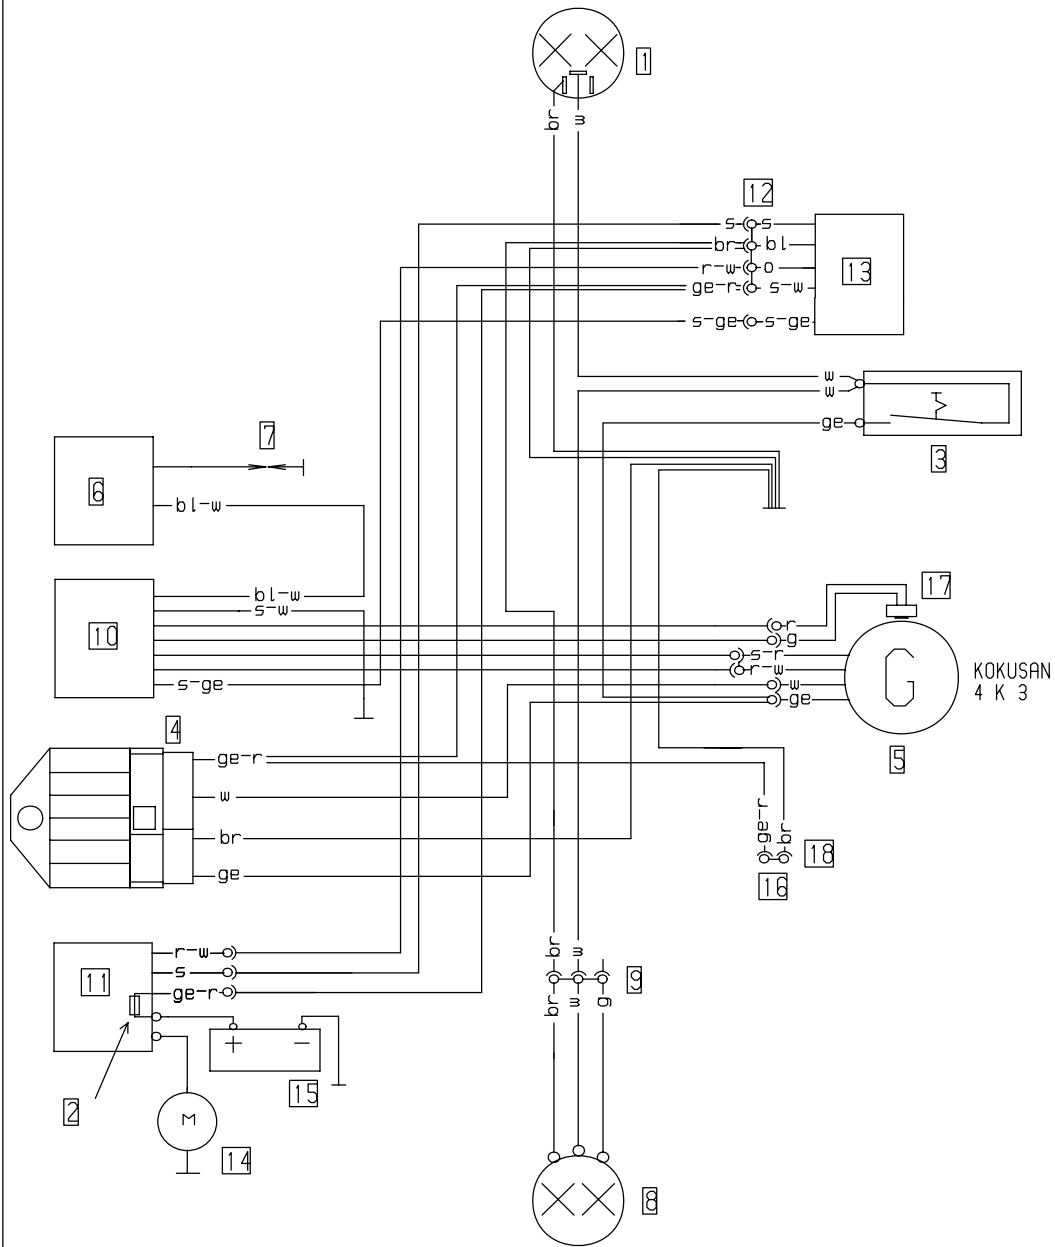 1
br
w
12
s
s
br
bl
r-w
o
ge-r
s-w
s-ge
s-ge
13
w
w
ge
3
7
6
bl-w
bl-w
s-w
10
s-ge
17
r
g
s-r
r-w
w
ge
G
KOKUSAN
4 K 3
5
4
ge-r
w
br
ge
ge-r
br
18
16
11
r-w
s
ge-r
br
w
9
br
w
g
+
-
15
2
M
14
8